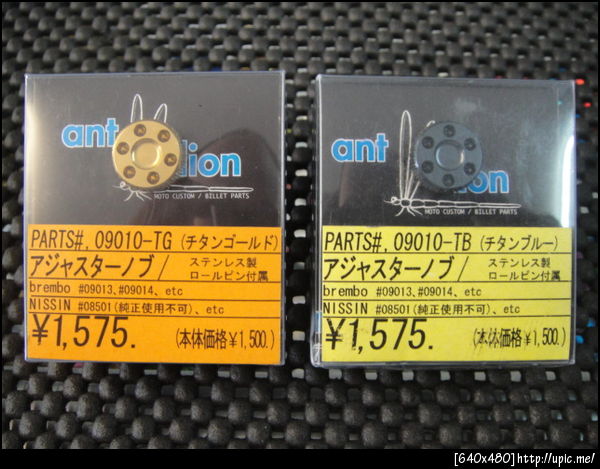 ant lion
MOTO CUSTOM / BILLET PARTS
PARTS#. 09010-TG (チタンゴールド)
アジャスターノブ/ ステンレス製
ロールピン付属
brembo #09013,#09014、etc
NISSIN #08501(純正使用不可)、etc
¥1,575. (本体価格¥1,500.)
ant lion
MOTO CUSTOM / BILLET PARTS
PARTS#. 09010-TB (チタンブルー)
アジャスターノブ/ ステンレス製
ロールピン付属
brembo #09013,#09014、etc
NISSIN #08501(純正使用不可)、etc
¥1,575. (本体価格¥1,500.)
[640x480]http://upic.me/